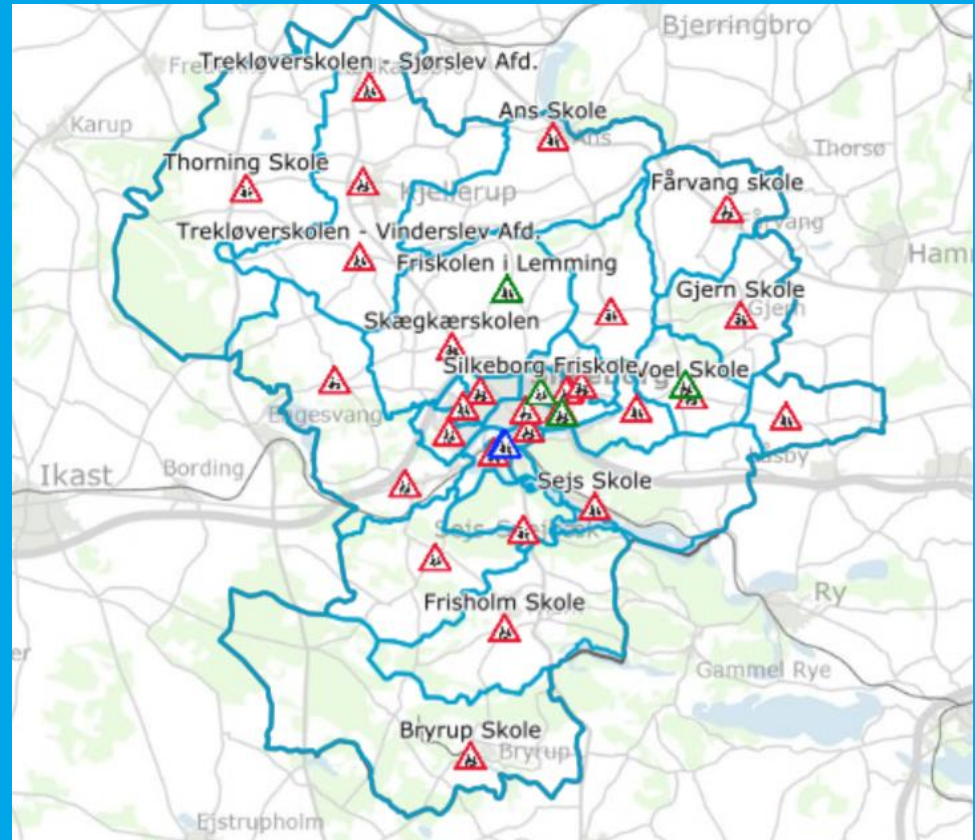 Bjerringbro
Trekløverskolen - Sjørslev Afd.
Ans Skole
Ans
Karup
Thorsø
Thorning Skole
Kjellerup
Fårvang skole
Fårvang
Trekløverskolen - Vinderslev Afd.
Friskolen i Lemming
Gjern Skole
Gjern
Skægkærskolen
Silkeborg Friskole
Voel Skole
Engesvang
Ikast
Bording
Sejs Skole
Frisholm Skole
Ry
Gammel Rye
Bryrup Skole
Bryrup
Ejstrupholm